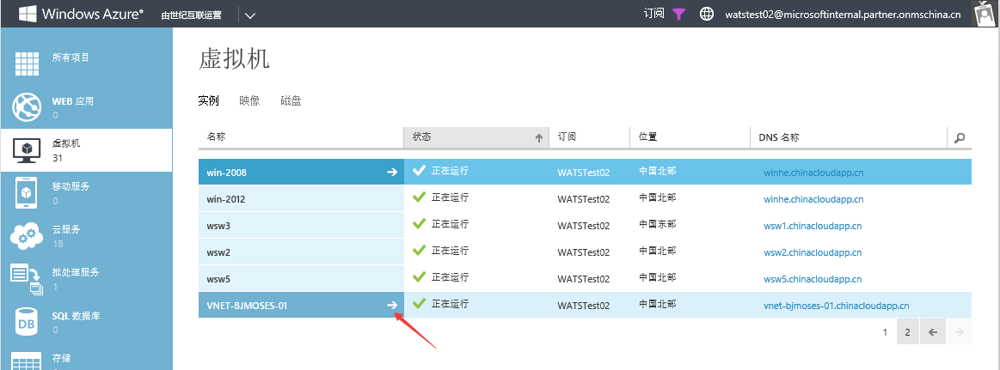 Windows Azure® 由世纪互联运营 订阅 watstest02@microsoftinternal.partner.onmschina.cn
所有项目
WEB 应用
0
虚拟机
31
移动服务
0
云服务
18
批处理服务
1
DB
SQL 数据库
0
存储
虚拟机
实例 映像 磁盘
名称 状态 订阅 位置 DNS 名称
win-2008 正在运行 WATSTest02 中国北部 winhe.chinacloudapp.cn
win-2012 正在运行 WATSTest02 中国北部 winhe.chinacloudapp.cn
wsw3 正在运行 WATSTest02 中国东部 wsw1.chinacloudapp.cn
wsw2 正在运行 WATSTest02 中国北部 wsw2.chinacloudapp.cn
wsw5 正在运行 WATSTest02 中国北部 wsw5.chinacloudapp.cn
VNET-BJMOSES-01 正在运行 WATSTest02 中国北部 vnet-bjmoses-01.chinacloudapp.cn
1 2